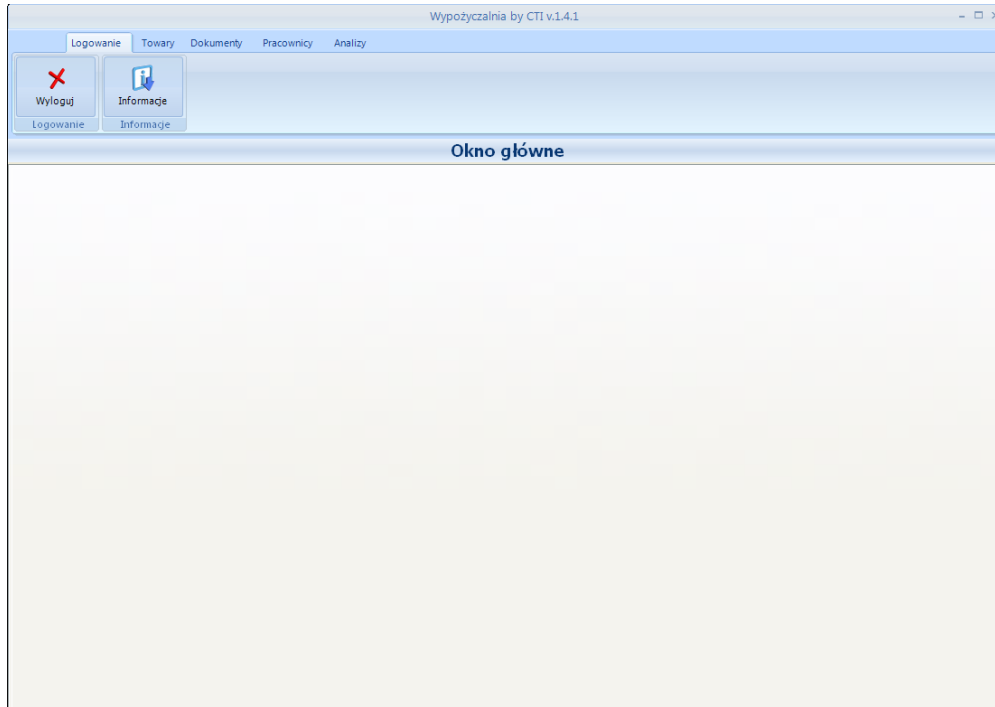 Wypożyczalnia by CTI v.1.4.1
Logowanie Towary Dokumenty Pracownicy Analizy
Wyloguj Informacje
Logowanie Informacje
Okno główne